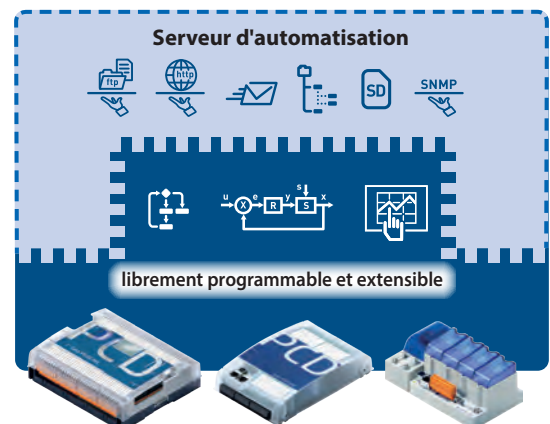 Serveur d'automatisation
ftp http SD SNMP
u e y s x
X R S
librement programmable et extensible
PCD PCD